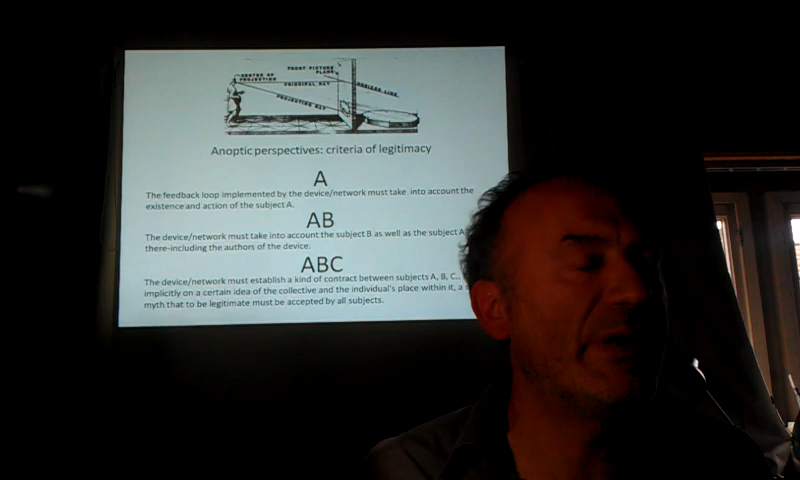 CENTRE OF
PROJECTION
FRONT PICTURE
PLANE
PRINCIPAL RAY
HORIZON LINE
PROJECTING RAY
Anoptic perspectives: criteria of legitimacy
A
The feedback loop implemented by the device/network must take into account the
existence and action of the subject A.
AB
The device/network must take into account the subject B as well as the subject A
there-including the authors of the device.
ABC
The device/network must establish a kind of contract between subjects A, B, C..
implicitly on a certain idea of the collective and the individual's place within it, a
myth that to be legitimate must be accepted by all subjects.